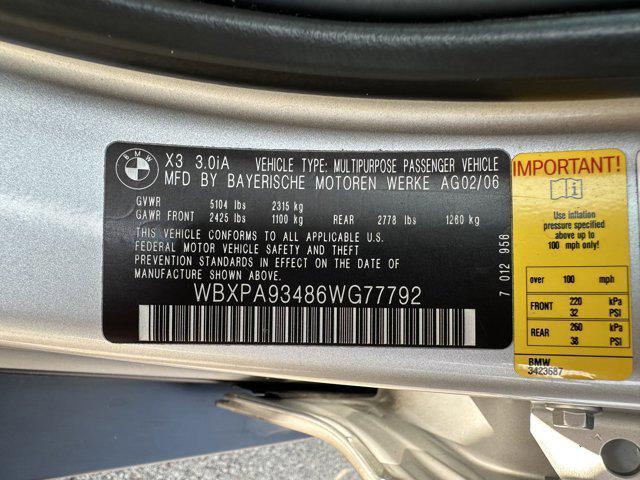 BMW
X3 3.0iA VEHICLE TYPE: MULTIPURPOSE PASSENGER VEHICLE
MFD BY BAYERISCHE MOTOREN WERKE AG02/06
GVWR 5104 lbs 2315 kg
GAWR FRONT 2425 lbs 1100 kg REAR 2778 lbs 1260 kg
THIS VEHICLE CONFORMS TO ALL APPLICABLE U.S.
FEDERAL MOTOR VEHICLE SAFETY AND THEFT
PREVENTION STANDARDS IN EFFECT ON THE DATE OF
MANUFACTURE SHOWN ABOVE.
WBXPA93486WG77792
7 012 956
IMPORTANT!
Use inflation
pressure specified
above up to
100 mph only!
over 100 mph
FRONT 220 kPa
32 PSI
REAR 260 kPa
38 PSI
BMW
3423687